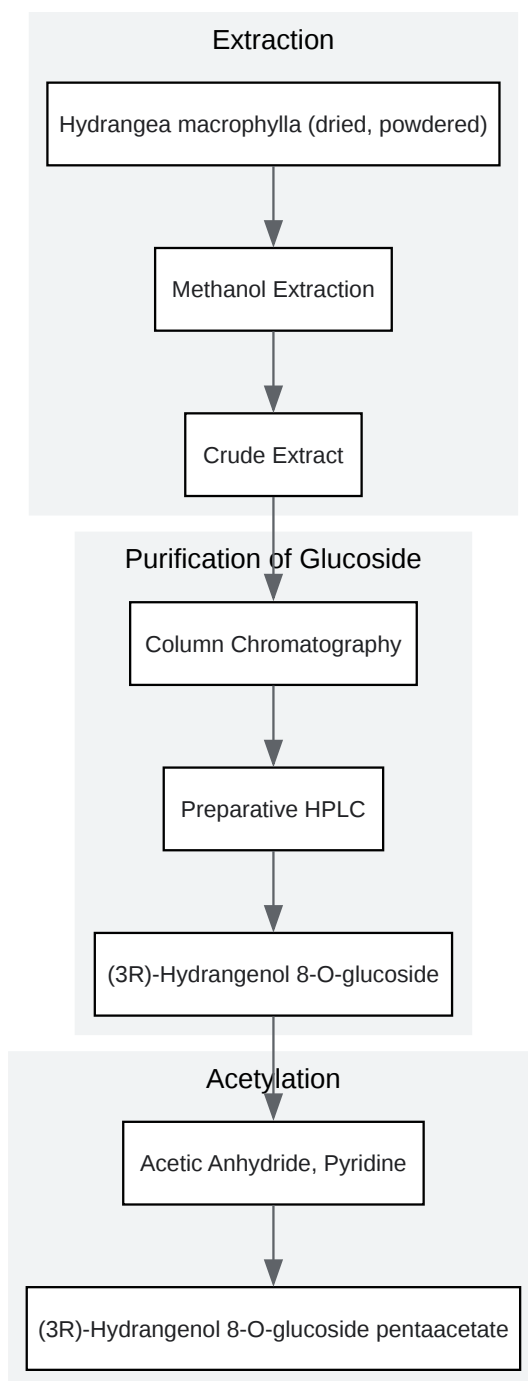 Extraction
Hydrangea macrophylla (dried, powdered)
Methanol Extraction
Crude Extract
Purification of Glucoside
Column Chromatography
Preparative HPLC
(3R)-Hydrangenol 8-O-glucoside
Acetylation
Acetic Anhydride, Pyridine
(3R)-Hydrangenol 8-O-glucoside pentaacetate